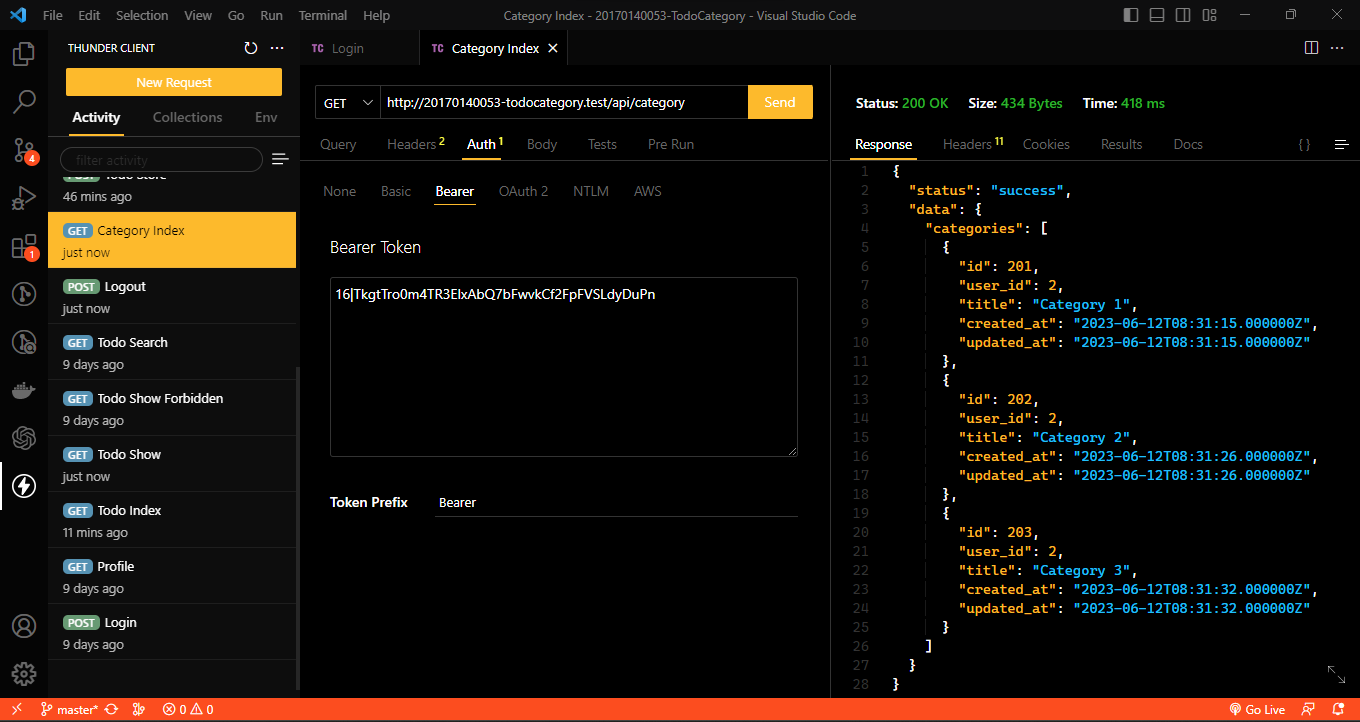 File Edit Selection View Go Run Terminal Help Category Index - 20170140053-TodoCategory - Visual Studio Code
THUNDER CLIENT
New Request
Activity Collections Env
filter activity
POST Todo Store
46 mins ago
GET Category Index
just now
POST Logout
just now
GET Todo Search
9 days ago
GET Todo Show Forbidden
9 days ago
GET Todo Show
just now
GET Todo Index
11 mins ago
GET Profile
9 days ago
POST Login
9 days ago
4
1
TC Login TC Category Index
GET http://20170140053-todocategory.test/api/category Send
Query Headers 2 Auth 1 Body Tests Pre Run
None Basic Bearer OAuth 2 NTLM AWS
Bearer Token
16|TkgtTro0m4TR3ElxAbQ7bFwvkCf2FpFVSLdyDuPn
Token Prefix Bearer
Status: 200 OK Size: 434 Bytes Time: 418 ms
Response Headers 11 Cookies Results Docs { }
1 {
2 "status": "success",
3 "data": {
4 "categories": [
5 {
6 "id": 201,
7 "user_id": 2,
8 "title": "Category 1",
9 "created_at": "2023-06-12T08:31:15.000000Z",
10 "updated_at": "2023-06-12T08:31:15.000000Z"
11 },
12 {
13 "id": 202,
14 "user_id": 2,
15 "title": "Category 2",
16 "created_at": "2023-06-12T08:31:26.000000Z",
17 "updated_at": "2023-06-12T08:31:26.000000Z"
18 },
19 {
20 "id": 203,
21 "user_id": 2,
22 "title": "Category 3",
23 "created_at": "2023-06-12T08:31:32.000000Z",
24 "updated_at": "2023-06-12T08:31:32.000000Z"
25 }
26 ]
27 }
28 }
master* 0 0 Go Live